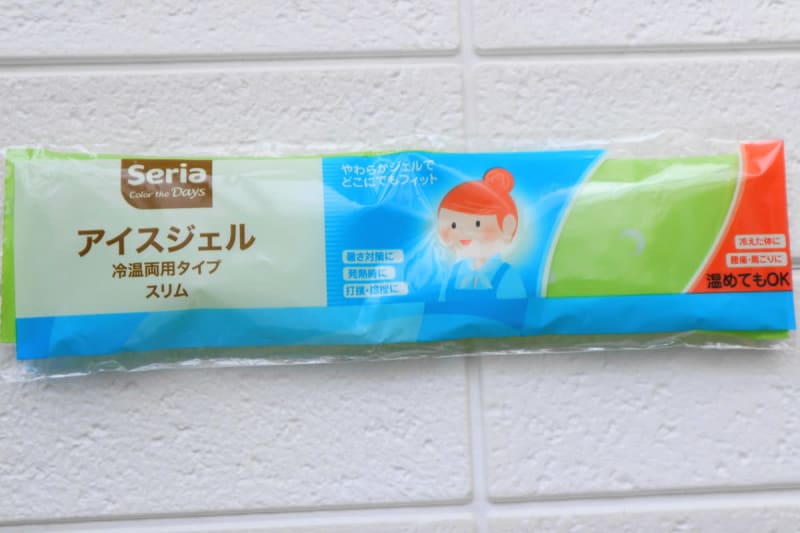 Seria
Color the Days
アイスジェル
冷温両用タイプ
スリム
やわらかジェルで
どこにでもフィット
暑さ対策に
発熱時に
打撲・捻挫に
冷えた体に
腰痛・肩こりに
温めてもOK